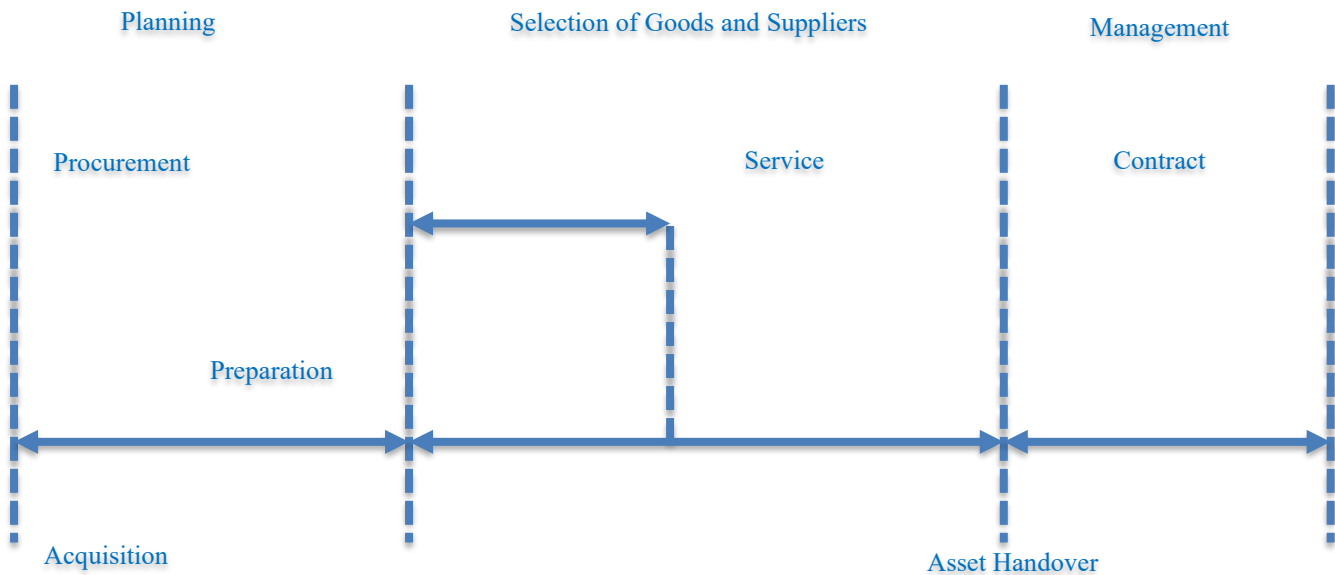 Planning
Selection of Goods and Suppliers
Management
Procurement
Service
Contract
Preparation
Acquisition
Asset Handover